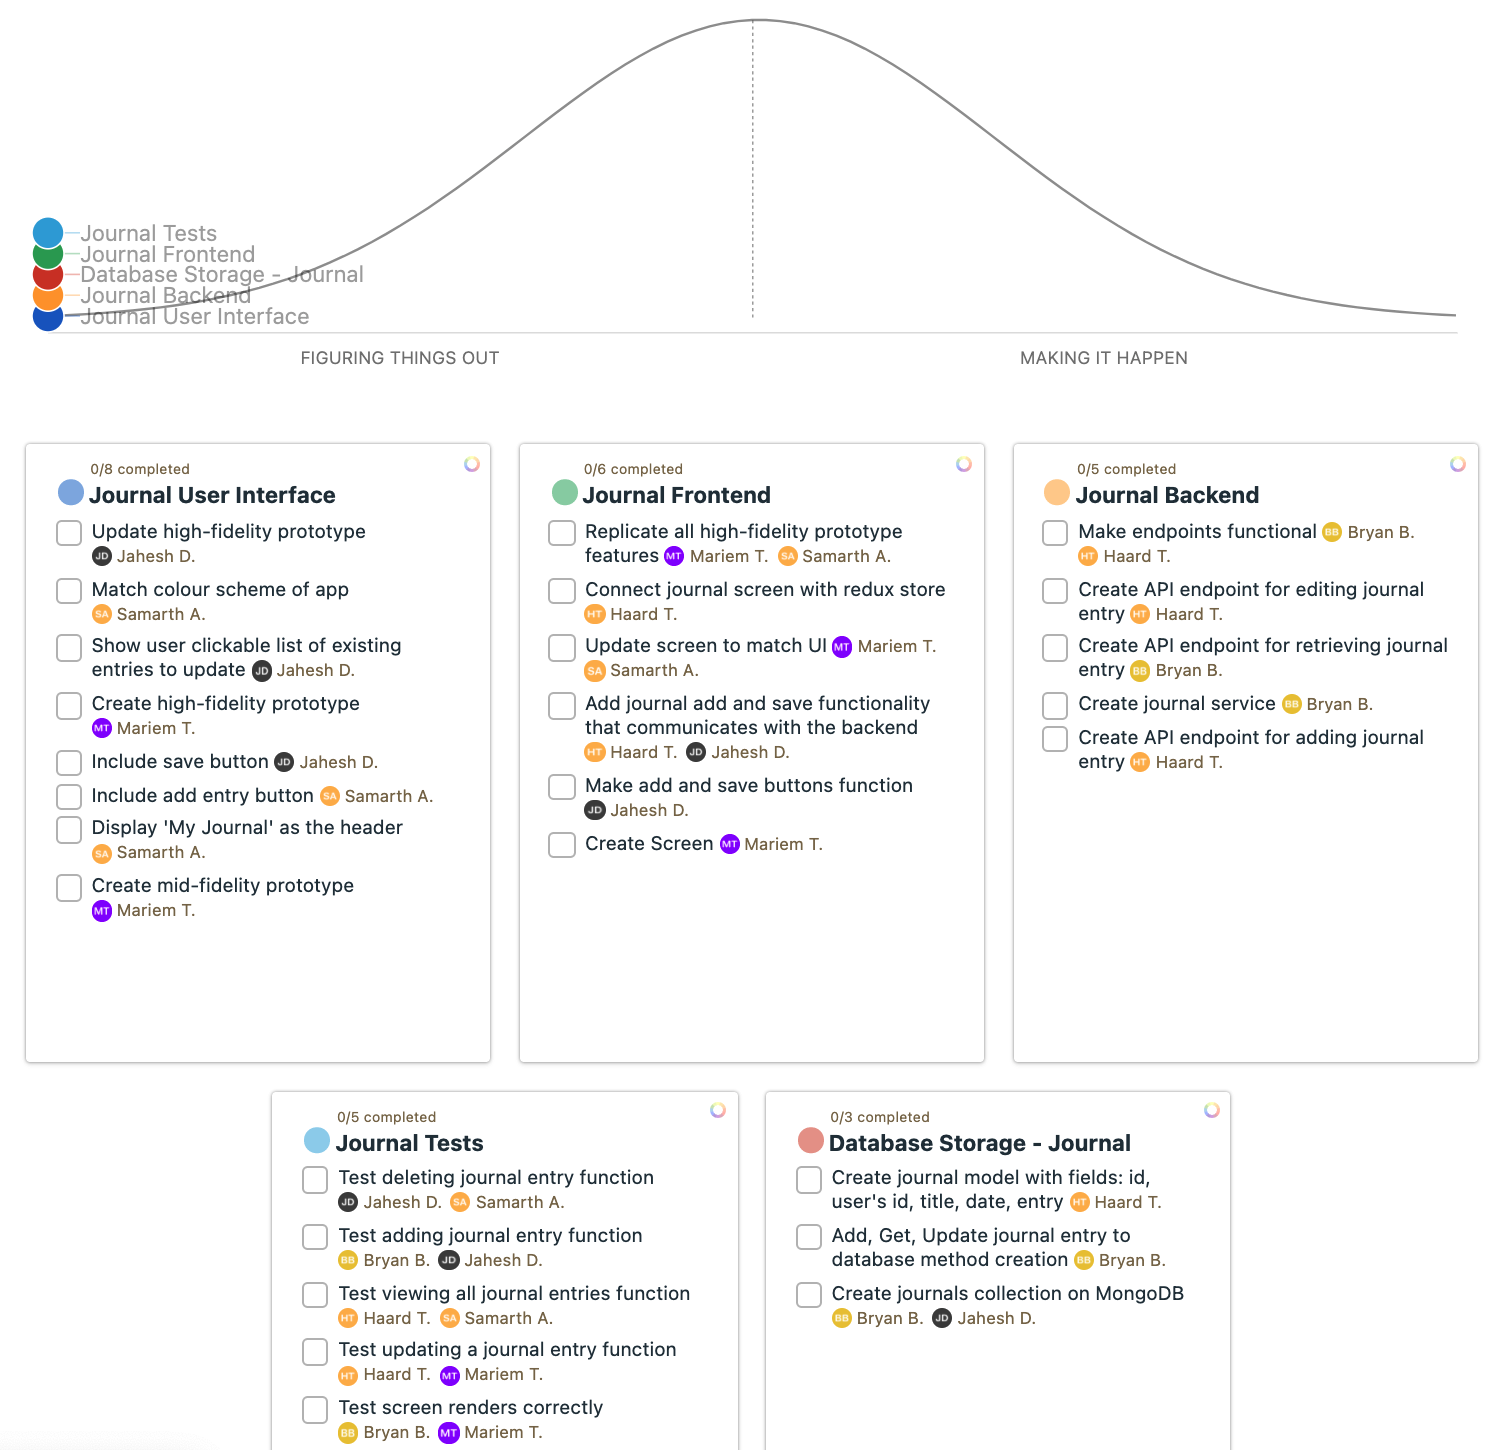 Journal Tests
Journal Frontend
Database Storage - Journal
Journal Backend
Journal User Interface
FIGURING THINGS OUT
MAKING IT HAPPEN
0/8 completed
Journal User Interface
Update high-fidelity prototype
JD Jahesh D.
Match colour scheme of app
SA Samarth A.
Show user clickable list of existing
entries to update JD Jahesh D.
Create high-fidelity prototype
MT Mariem T.
Include save button JD Jahesh D.
Include add entry button SA Samarth A.
Display 'My Journal' as the header
SA Samarth A.
Create mid-fidelity prototype
MT Mariem T.
0/6 completed
Journal Frontend
Replicate all high-fidelity prototype
features MT Mariem T. SA Samarth A.
Connect journal screen with redux store
HT Haard T.
Update screen to match UI MT Mariem T.
SA Samarth A.
Add journal add and save functionality
that communicates with the backend
HT Haard T. JD Jahesh D.
Make add and save buttons function
JD Jahesh D.
Create Screen MT Mariem T.
0/5 completed
Journal Backend
Make endpoints functional BB Bryan B.
HT Haard T.
Create API endpoint for editing journal
entry HT Haard T.
Create API endpoint for retrieving journal
entry BB Bryan B.
Create journal service BB Bryan B.
Create API endpoint for adding journal
entry HT Haard T.
0/5 completed
Journal Tests
Test deleting journal entry function
JD Jahesh D. SA Samarth A.
Test adding journal entry function
BB Bryan B. JD Jahesh D.
Test viewing all journal entries function
HT Haard T. SA Samarth A.
Test updating a journal entry function
HT Haard T. MT Mariem T.
Test screen renders correctly
BB Bryan B. MT Mariem T.
0/3 completed
Database Storage - Journal
Create journal model with fields: id,
user's id, title, date, entry HT Haard T.
Add, Get, Update journal entry to
database method creation BB Bryan B.
Create journals collection on MongoDB
BB Bryan B. JD Jahesh D.